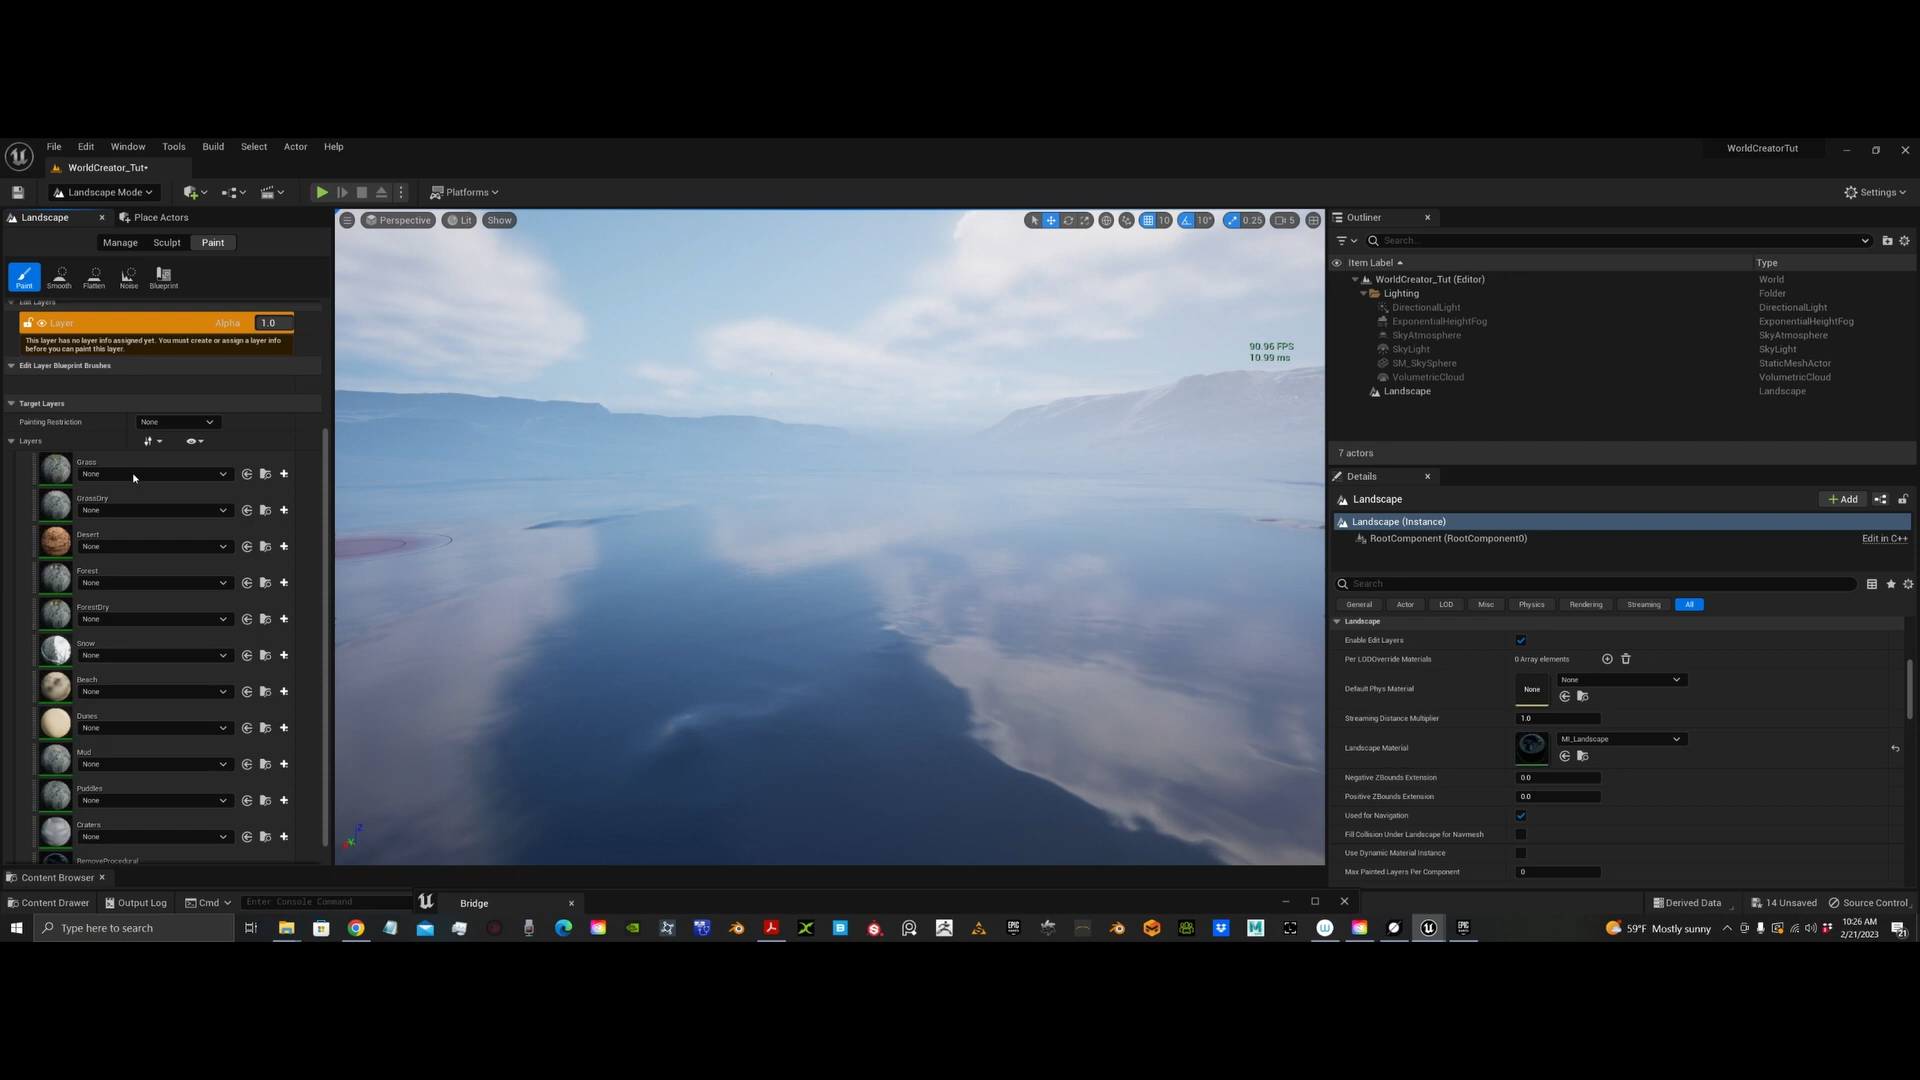 File Edit Window Tools Build Select Actor Help
WorldCreatorTut
WorldCreator_Tut•
Landscape Mode
Platforms
Settings
Landscape
Place Actors
Manage Sculpt Paint
Paint Smooth Flatten Noise Blueprint
Edit Layers
Layer Alpha 1.0
This layer has no layer info assigned yet. You must create or assign a layer info
before you can paint this layer.
Edit Layer Blueprint Brushes
Target Layers
Painting Restriction None
Layers
Grass
None
GrassDry
None
Desert
None
Forest
None
ForestDry
None
Snow
None
Beach
None
Dunes
None
Mud
None
Puddles
None
Craters
None
RemoveProcedural
Perspective Lit Show
10 10° 0.25 5
90.96 FPS
10.99 ms
Z
Outliner
Search...
Item Label Type
WorldCreator_Tut (Editor) World
Lighting Folder
DirectionalLight DirectionalLight
ExponentialHeightFog ExponentialHeightFog
SkyAtmosphere SkyAtmosphere
SkyLight SkyLight
SM_SkySphere StaticMeshActor
VolumetricCloud VolumetricCloud
Landscape Landscape
7 actors
Details
Landscape Add
Landscape (Instance)
RootComponent (RootComponent0) Edit in C++
Search
General Actor LOD Misc Physics Rendering Streaming All
Landscape
Enable Edit Layers
Per LODOverride Materials 0 Array elements
Default Phys Material None None
Streaming Distance Multiplier 1.0
Landscape Material MI_Landscape
Negative ZBounds Extension 0.0
Positive ZBounds Extension 0.0
Used for Navigation
Fill Collision Under Landscape for Navmesh
Use Dynamic Material Instance
Max Painted Layers Per Component 0
Content Browser
Content Drawer Output Log Cmd Enter Console Command
Bridge
Derived Data 14 Unsaved Source Control
Type here to search
59°F Mostly sunny
10:26 AM
2/21/2023
21